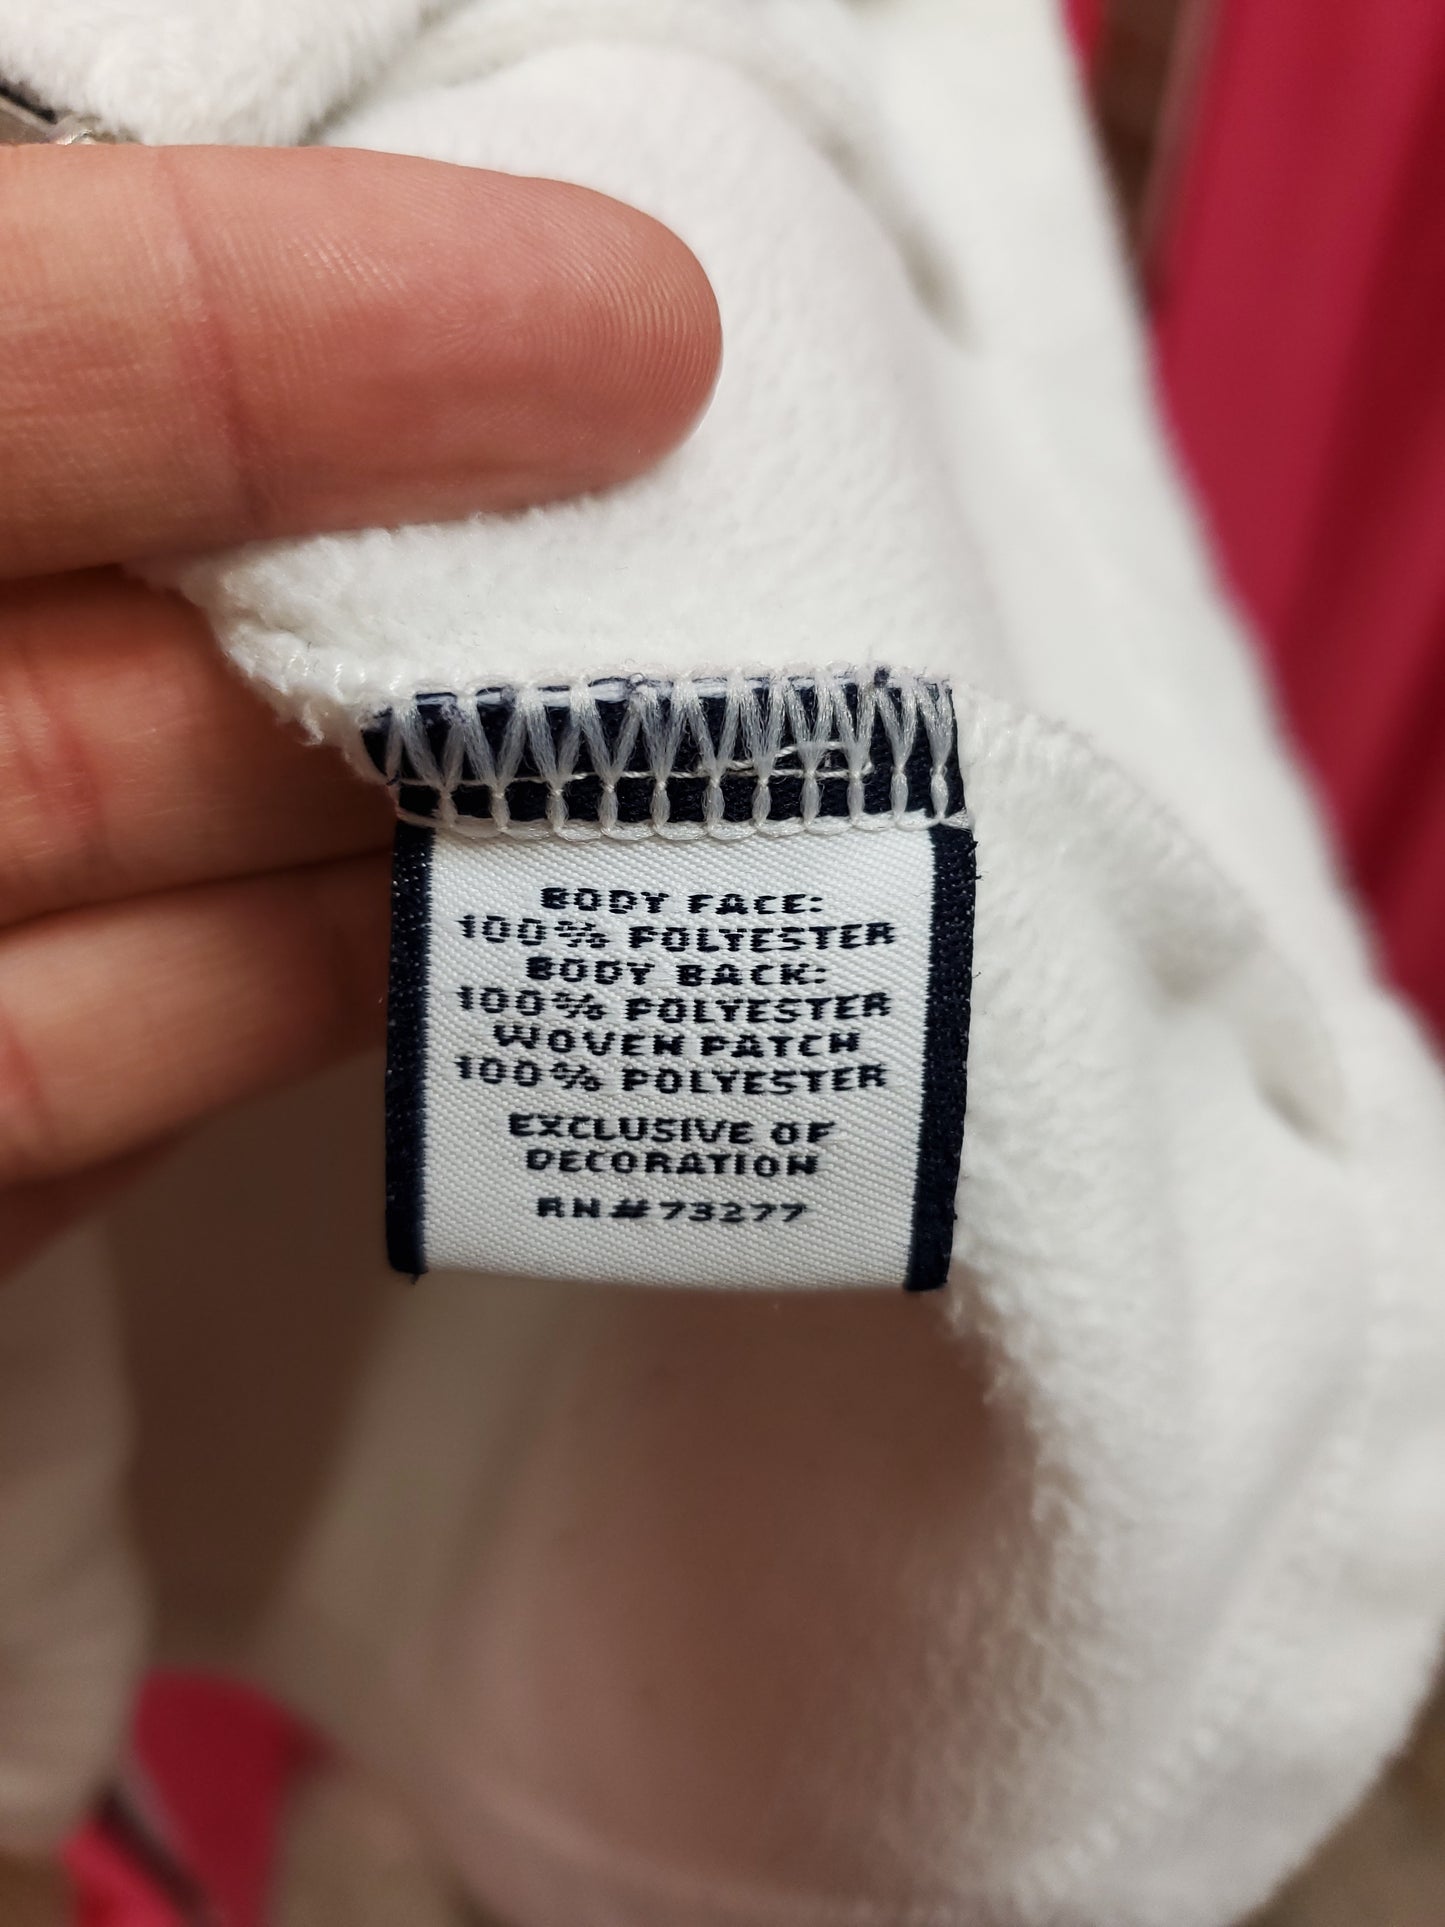 BODY FACE:
100% POLYESTER
BODY BACK:
100% POLYESTER
WOVEN PATCH
100% POLYESTER
EXCLUSIVE OF
DECORATION
RN#73277